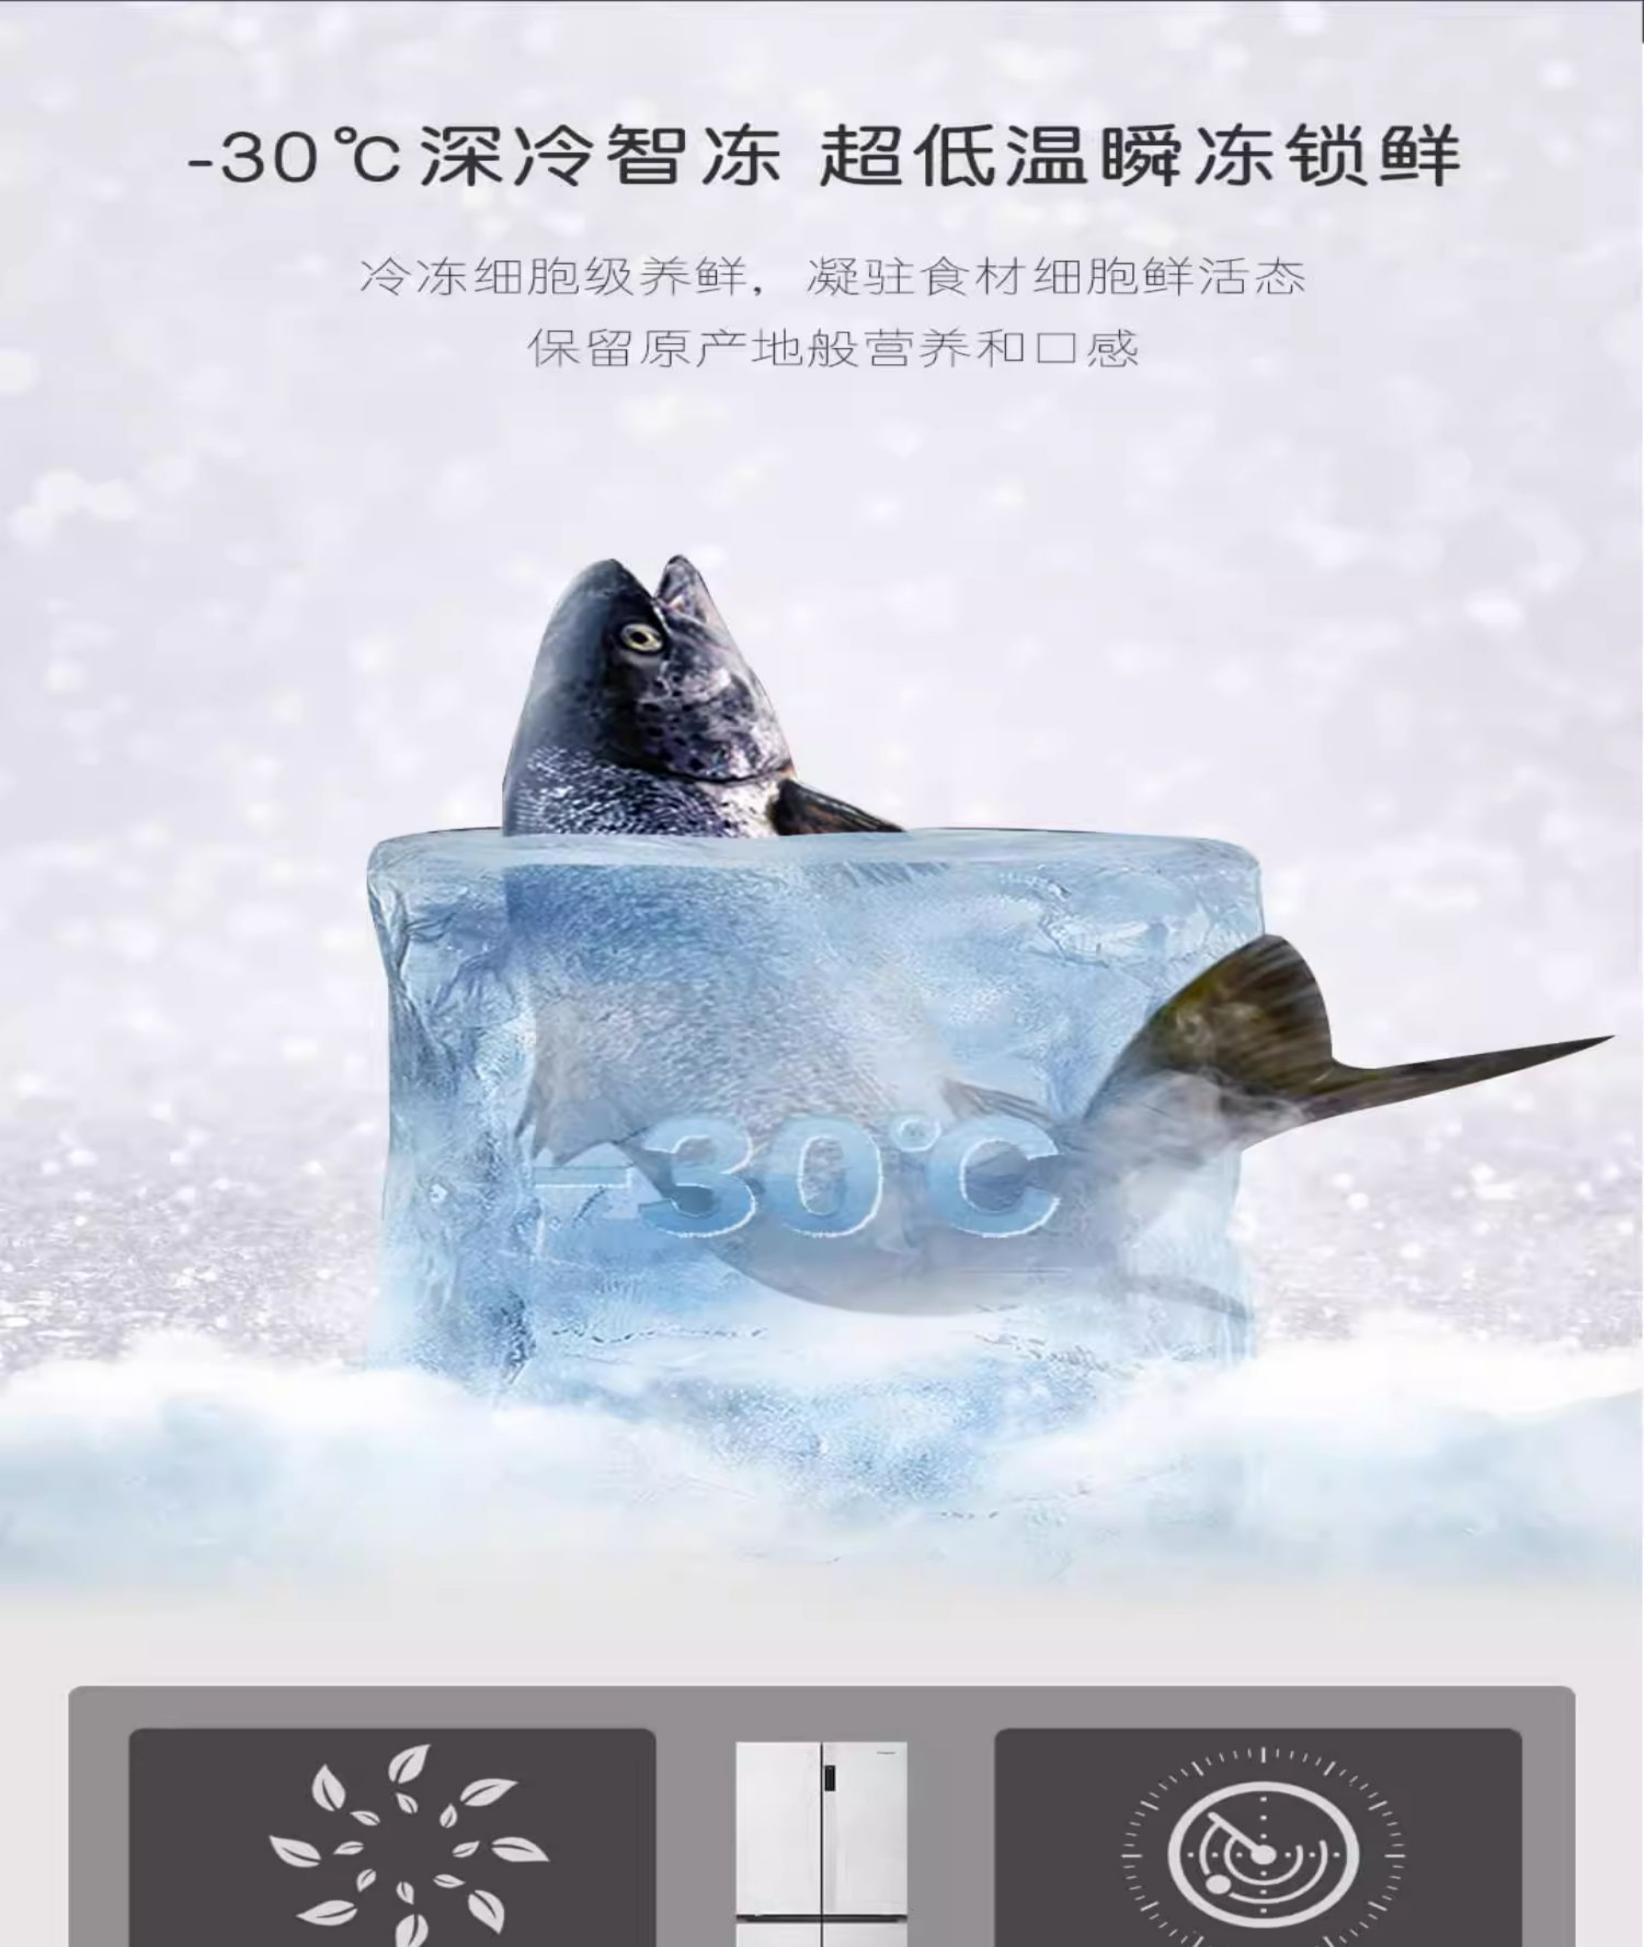 -30℃深冷智冻 超低温瞬冻锁鲜
冷冻细胞级养鲜，凝驻食材细胞鲜活态
保留原产地般营养和口感
-30℃